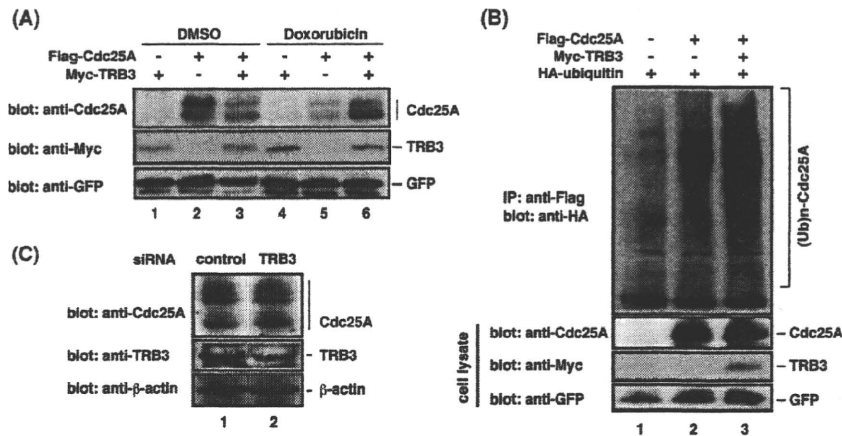 (A)
DMSO Doxorubicin
Flag-Cdc25A - + + - + +
Myc-TRB3 + - + + - +
blot: anti-Cdc25A Cdc25A
blot: anti-Myc - TRB3
blot: anti-GFP - GFP
1 2 3 4 5 6
(B)
Flag-Cdc25A - + +
Myc-TRB3 - - +
HA-ubiquitin + + +
IP: anti-Flag
blot: anti-HA
(Ub)n-Cdc25A
cell lysate
blot: anti-Cdc25A - Cdc25A
blot: anti-Myc - TRB3
blot: anti-GFP - GFP
1 2 3
(C)
siRNA control TRB3
blot: anti-Cdc25A Cdc25A
blot: anti-TRB3 - TRB3
blot: anti-β-actin - β-actin
1 2